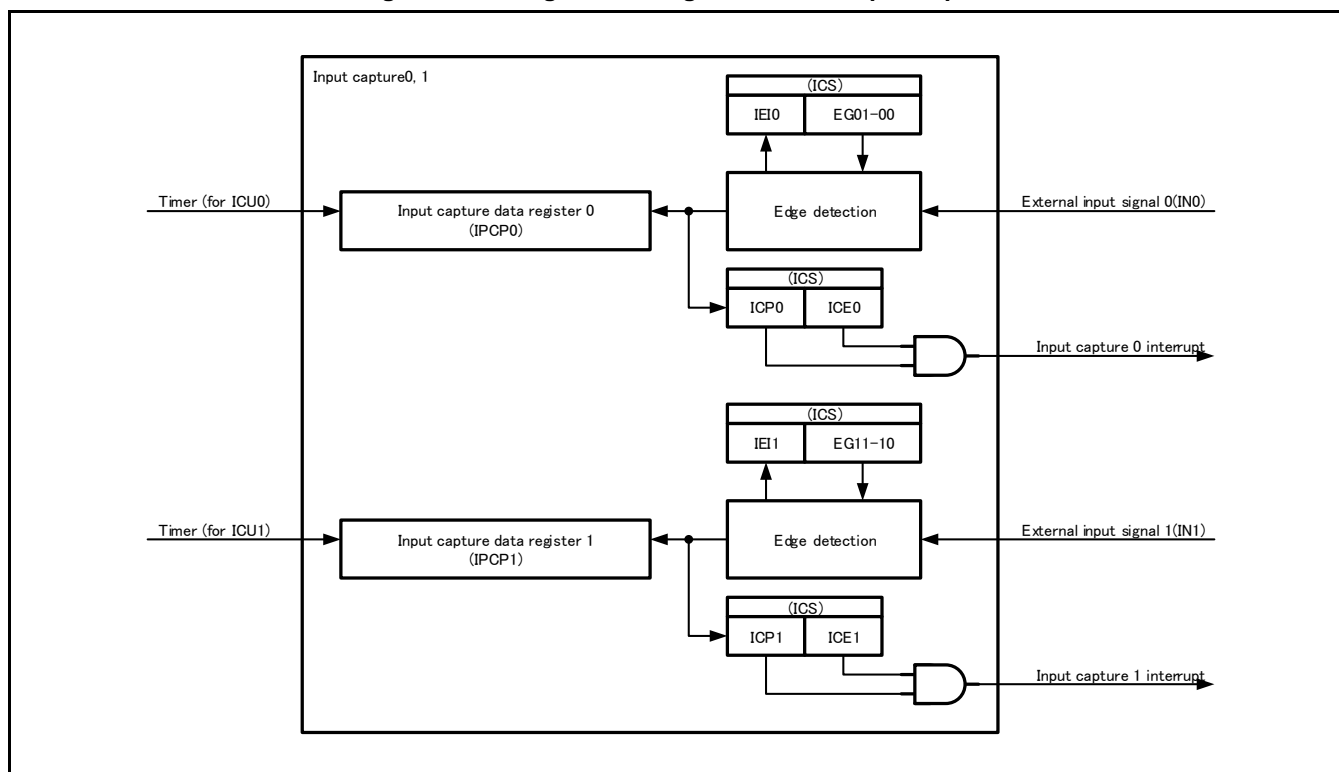 Input capture0, 1
(ICS)
IEI0 EG01-00
Timer (for ICU0)
Input capture data register 0
(IPCP0)
Edge detection
External input signal 0(IN0)
(ICS)
ICP0 ICE0
Input capture 0 interrupt
(ICS)
IEI1 EG11-10
Timer (for ICU1)
Input capture data register 1
(IPCP1)
Edge detection
External input signal 1(IN1)
(ICS)
ICP1 ICE1
Input capture 1 interrupt